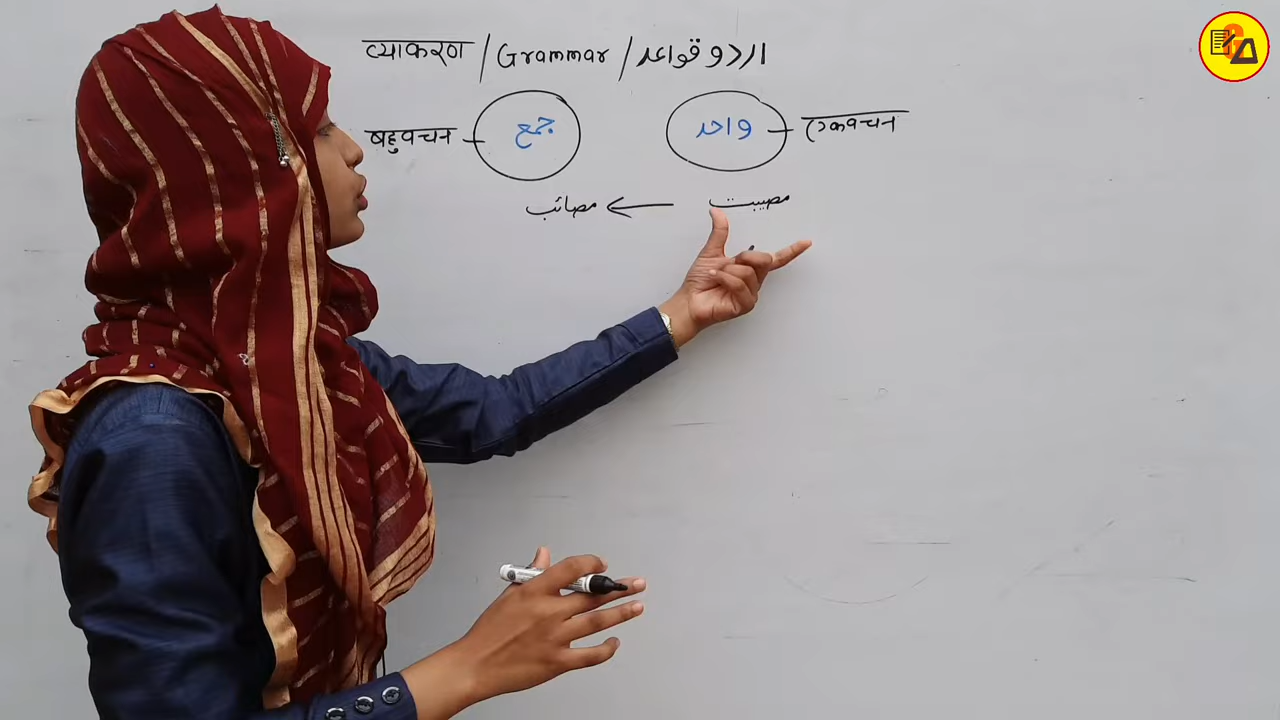 व्याकरण / Grammar / اردو قواعد
बहुवचन - جمع واحد - एकवचन
مصیبت ← مصائب